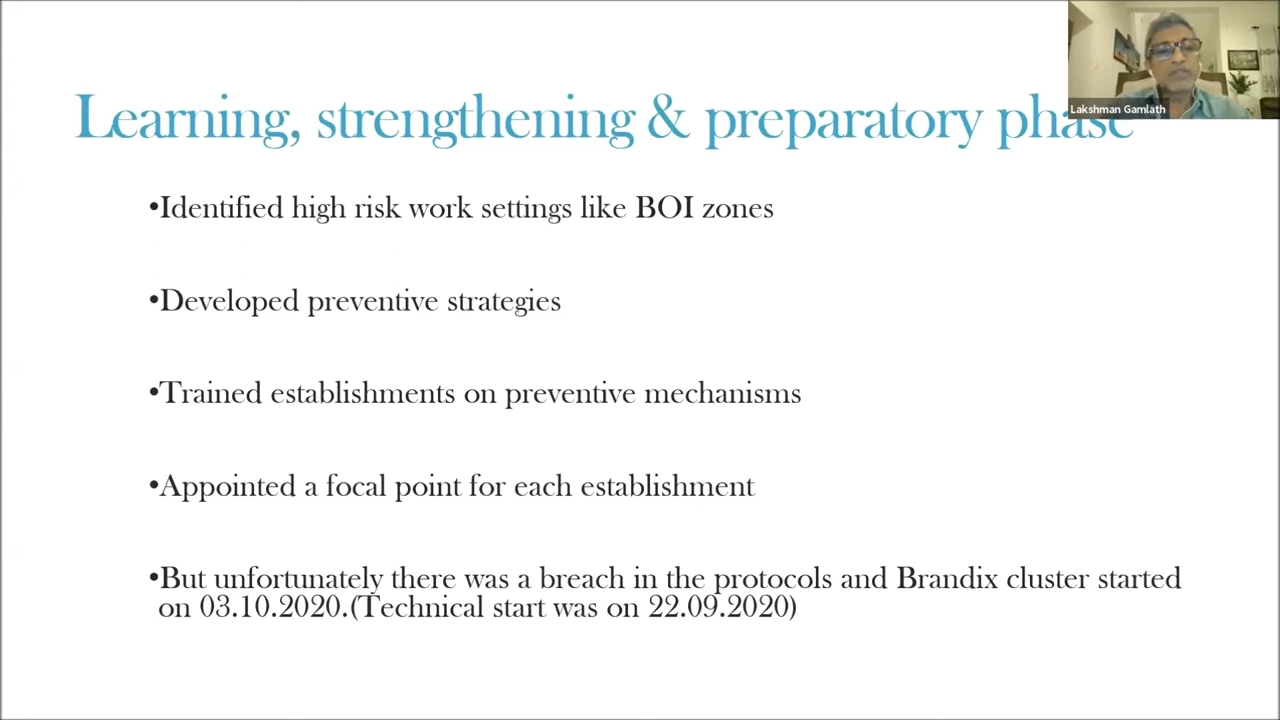 Lakshman Gamlath
Learning, strengthening & preparatory phase
•Identified high risk work settings like BOI zones
•Developed preventive strategies
•Trained establishments on preventive mechanisms
•Appointed a focal point for each establishment
•But unfortunately there was a breach in the protocols and Brandix cluster started
on 03.10.2020.(Technical start was on 22.09.2020)